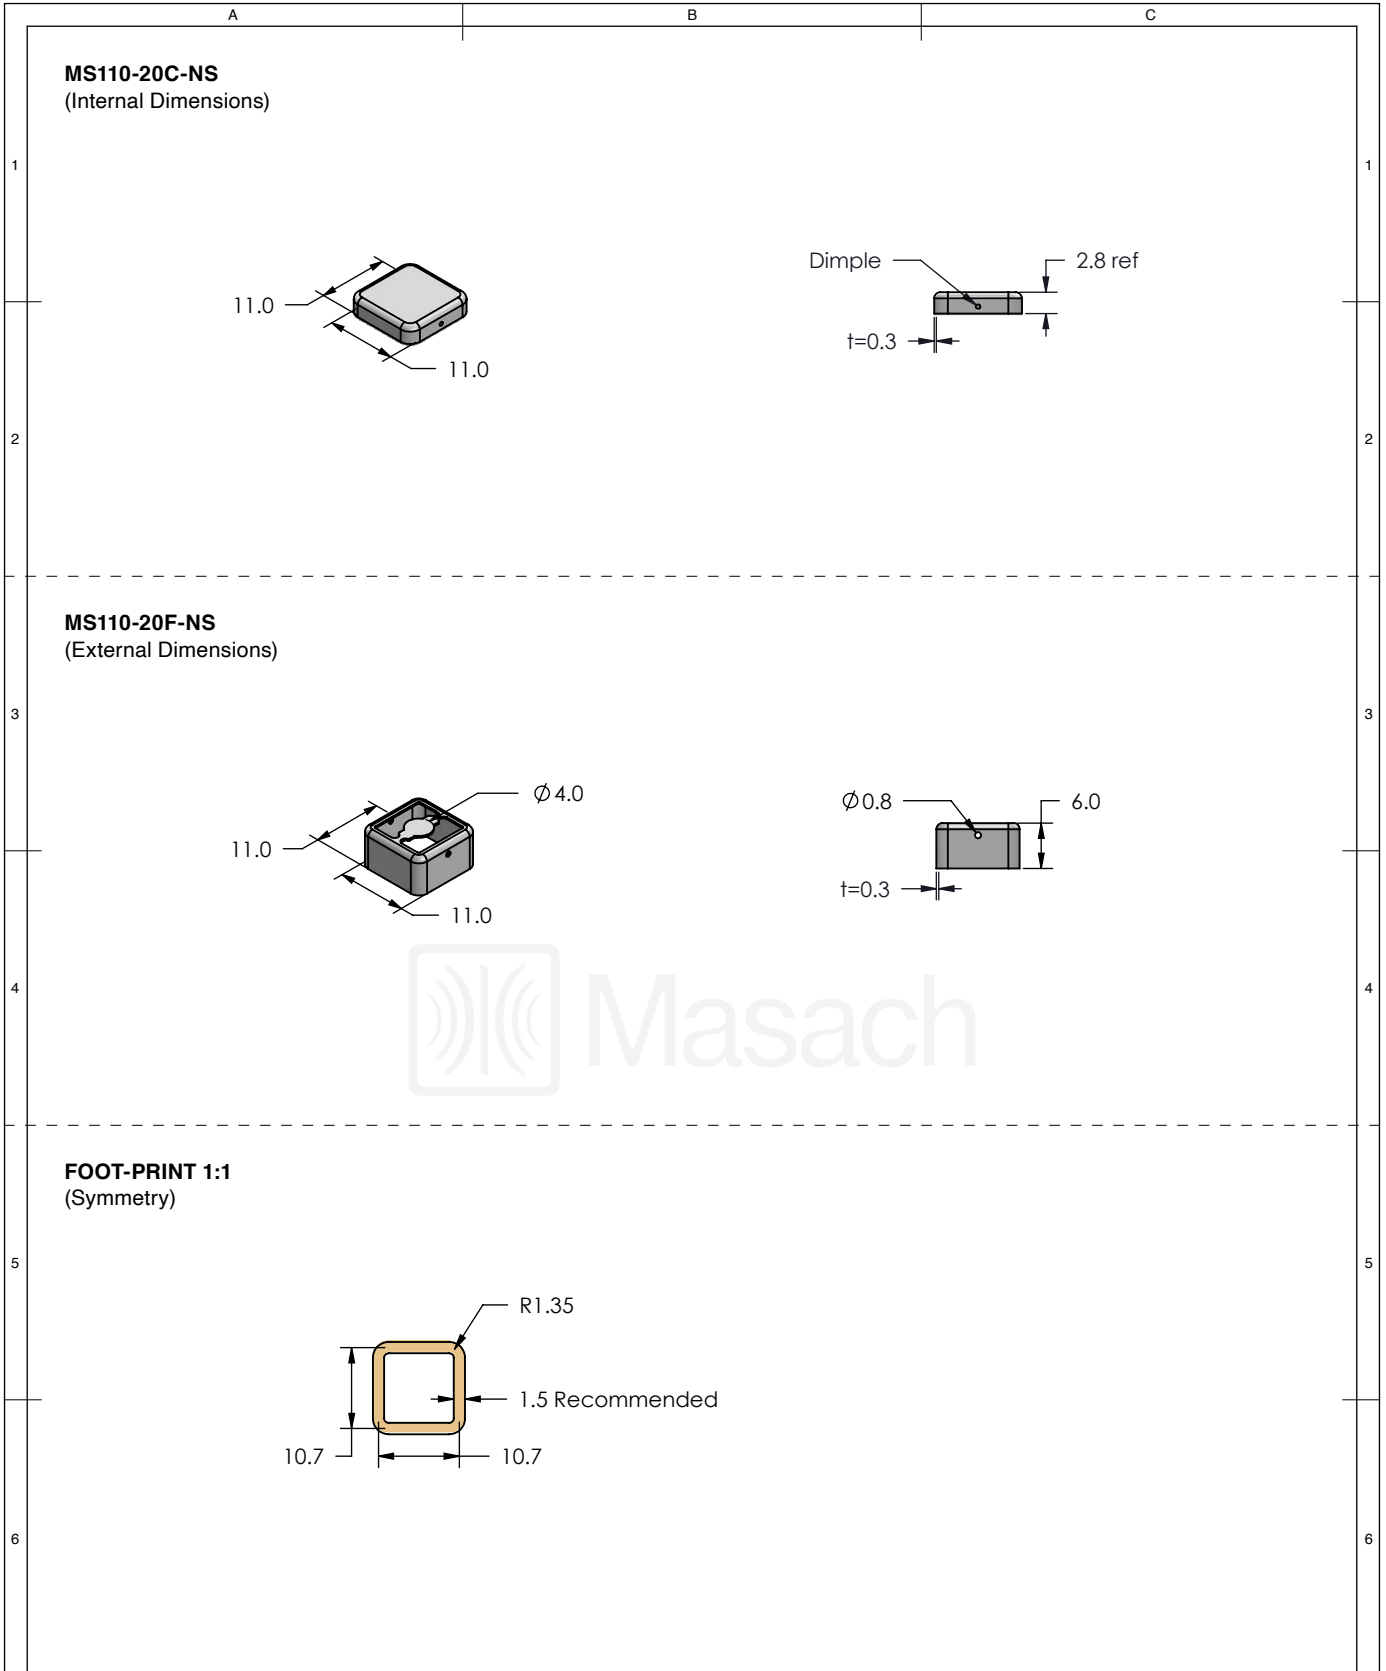 A B C
MS110-20C-NS
(Internal Dimensions)
1 1
Dimple 2.8 ref
11.0
t=0.3
11.0
2 2
MS110-20F-NS
(External Dimensions)
3 3
Ø4.0
Ø0.8 6.0
11.0
t=0.3
11.0
Masach
4 4
FOOT-PRINT 1:1
(Symmetry)
5 5
R1.35
1.5 Recommended
10.7 10.7
6 6